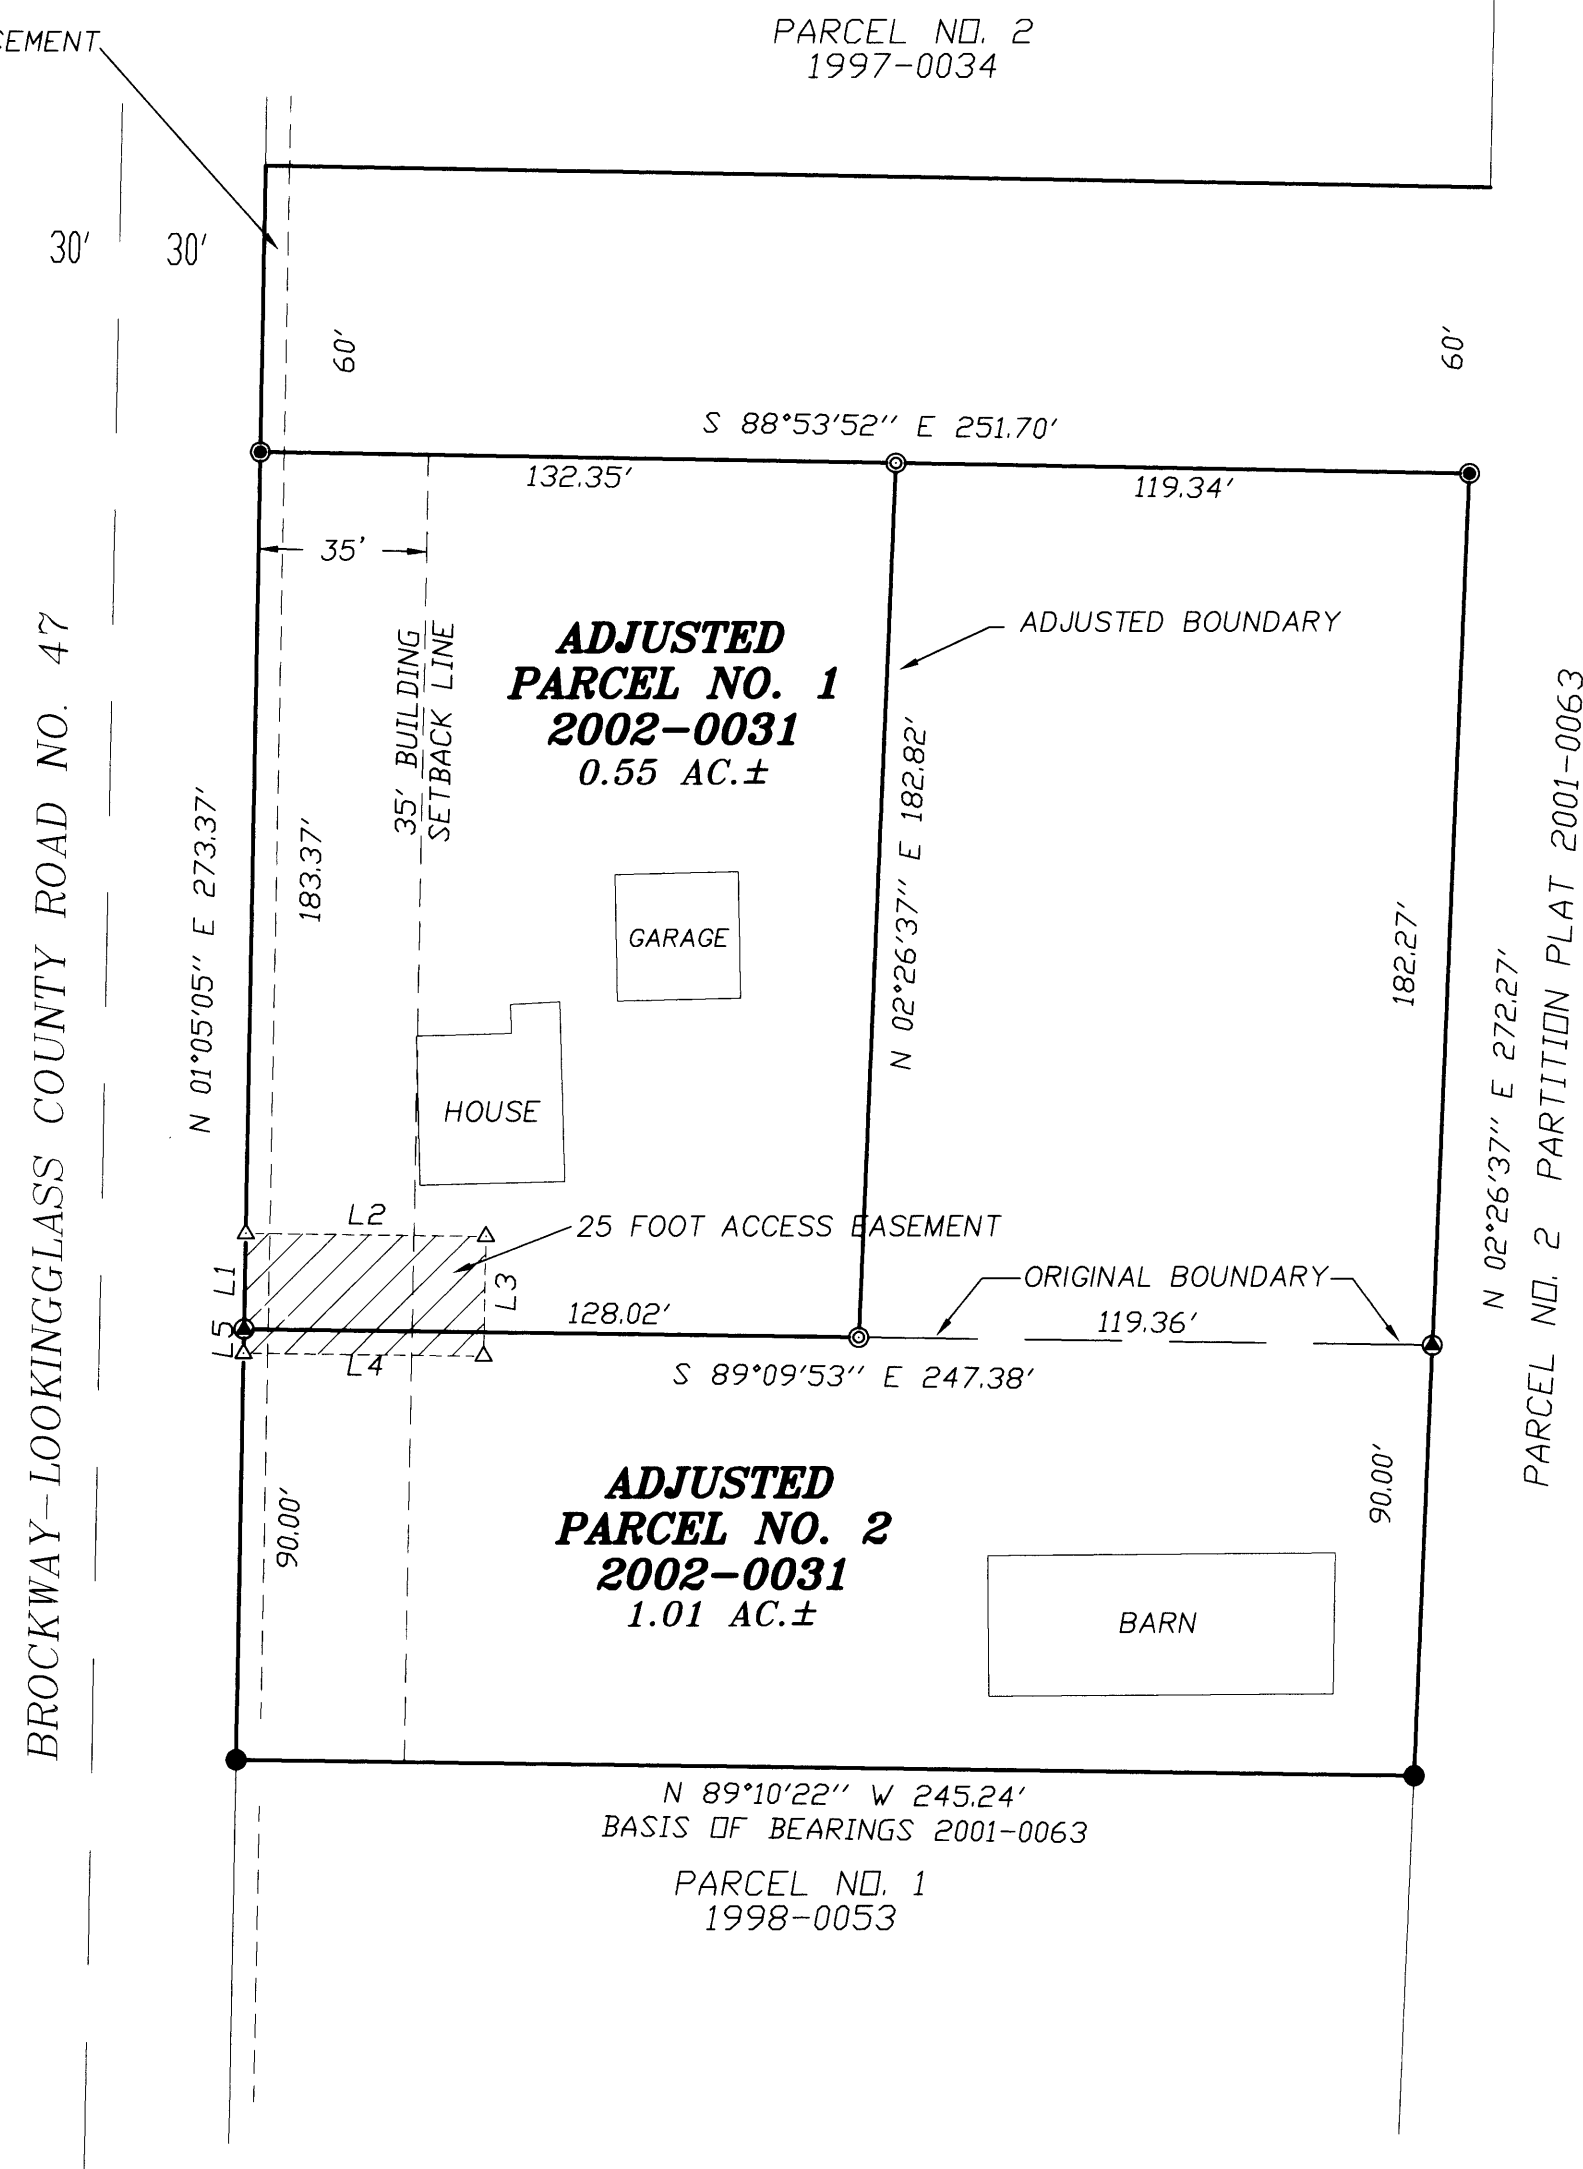 PARCEL NO. 2
1997-0034
30'
30'
60'
60'
S 88°53'52" E 251.70'
132.35'
119.34'
35'
ADJUSTED
PARCEL NO. 1
2002-0031
0.55 AC.±
ADJUSTED BOUNDARY
35' BUILDING
SETBACK LINE
N 01°05'05" E 273.37'
183.37'
N 02°26'37" E 182.82'
182.27'
N 02°26'37" E 272.27'
PARCEL NO. 2 PARTITION PLAT 2001-0063
BROCKWAY-LOOKINGGLASS COUNTY ROAD NO. 47
GARAGE
HOUSE
L2
25 FOOT ACCESS EASEMENT
L1
L3
L5
L4
128.02'
ORIGINAL BOUNDARY
119.36'
S 89°09'53" E 247.38'
ADJUSTED
PARCEL NO. 2
2002-0031
1.01 AC.±
90.00'
90.00'
BARN
N 89°10'22" W 245.24'
BASIS OF BEARINGS 2001-0063
PARCEL NO. 1
1998-0053